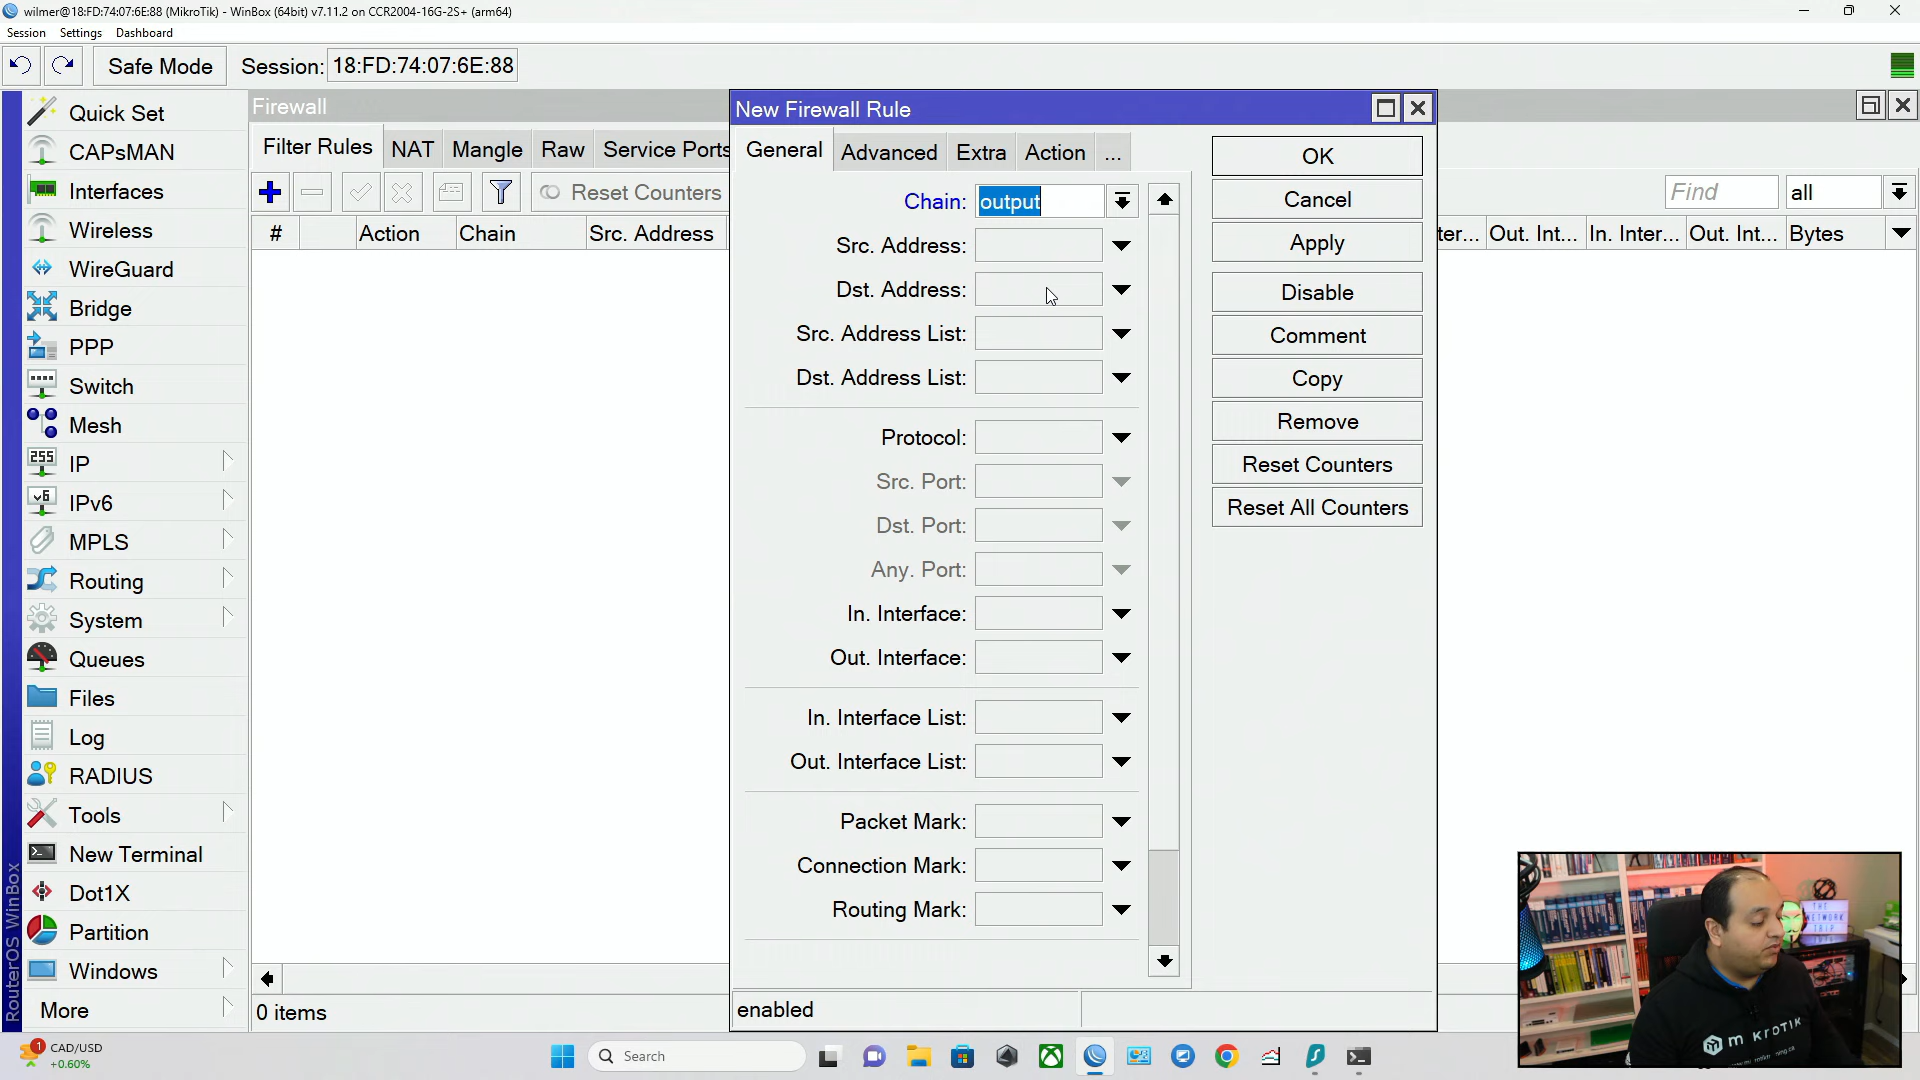 wilmer@18:FD:74:07:6E:88 (MikroTik) - WinBox (64bit) v7.11.2 on CCR2004-16G-2S+ (arm64)
Session Settings Dashboard
Safe Mode Session: 18:FD:74:07:6E:88
Quick Set
CAPsMAN
Interfaces
Wireless
WireGuard
Bridge
PPP
Switch
Mesh
IP
IPv6
MPLS
Routing
System
Queues
Files
Log
RADIUS
Tools
New Terminal
Dot1X
Partition
Windows
More
RouterOS WinBox
Firewall
Filter Rules NAT Mangle Raw Service Ports
Reset Counters
Find all
# Action Chain Src. Address
ter... Out. Int... In. Inter... Out. Int... Bytes
0 items
New Firewall Rule
General Advanced Extra Action ...
Chain: output
Src. Address:
Dst. Address:
Src. Address List:
Dst. Address List:
Protocol:
Src. Port:
Dst. Port:
Any. Port:
In. Interface:
Out. Interface:
In. Interface List:
Out. Interface List:
Packet Mark:
Connection Mark:
Routing Mark:
enabled
OK
Cancel
Apply
Disable
Comment
Copy
Remove
Reset Counters
Reset All Counters
THE
NETWORK
TRIP
m krotik
1
CAD/USD
+0.60%
Search
255
v6